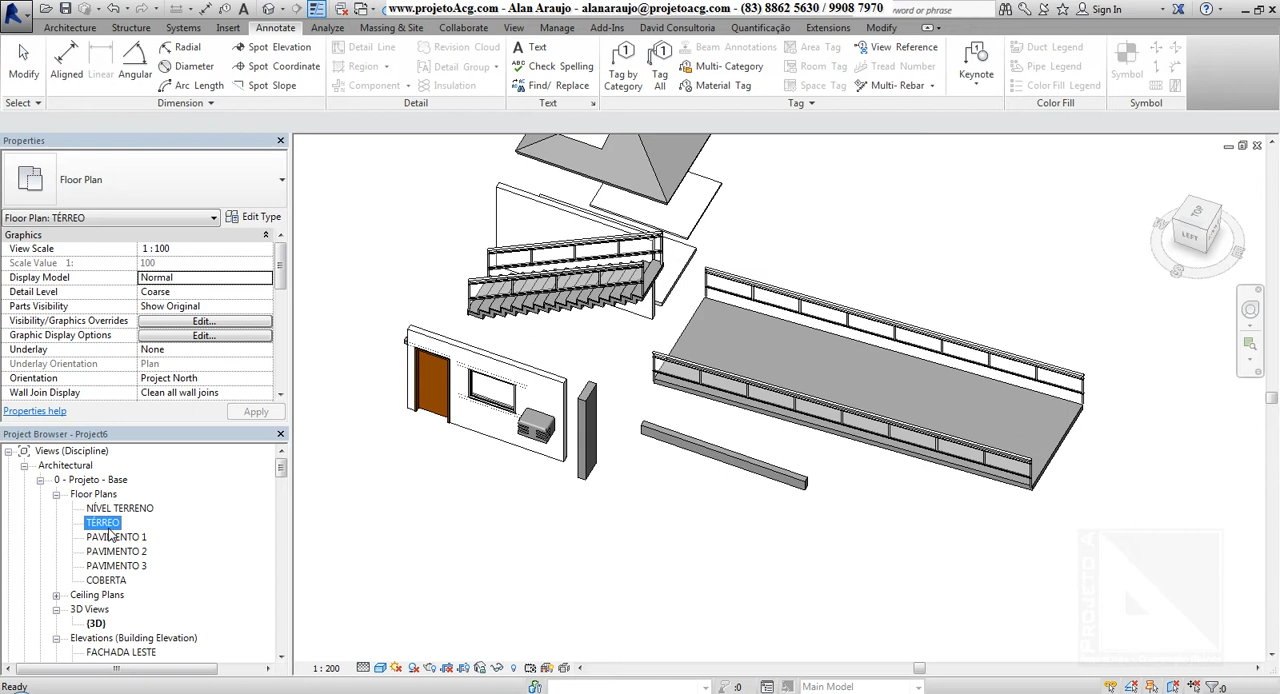 www.projetoAcg.com - Alan Araujo - alanaraujo@projetoacg.com - (03) 8862 5630 / 9908 7970
word or phrase
Sign In
Architecture Structure Systems Insert Annotate Analyze Massing & Site Collaborate View Manage Add-Ins David Consultoria Quantificação Extensions Modify
Modify Aligned Linear Angular Radial Spot Elevation Detail Line Revision Cloud Text Tag by Category Tag All Beam Annotations Area Tag View Reference Keynote Duct Legend Symbol
Diameter Spot Coordinate Region Detail Group Check Spelling Multi- Category Room Tag Tread Number Pipe Legend
Arc Length Spot Slope Component Insulation Find/ Replace Material Tag Space Tag Multi- Rebar Color Fill Legend
Select Dimension Detail Text Tag Color Fill Symbol
Properties
Floor Plan
Floor Plan: TÉRREO Edit Type
Graphics
View Scale 1 : 100
Scale Value 1: 100
Display Model Normal
Detail Level Coarse
Parts Visibility Show Original
Visibility/Graphics Overrides Edit...
Graphic Display Options Edit...
Underlay None
Underlay Orientation Plan
Orientation Project North
Wall Join Display Clean all wall joins
Properties help Apply
Project Browser - Project6
Views (Discipline)
Architectural
0 - Projeto - Base
Floor Plans
NÍVEL TERRENO
TÉRREO
PAVIMENTO 1
PAVIMENTO 2
PAVIMENTO 3
COBERTA
Ceiling Plans
3D Views
{3D}
Elevations (Building Elevation)
FACHADA LESTE
TOP
LEFT
PROJETO A
1 : 200
Ready
:0 Main Model :0